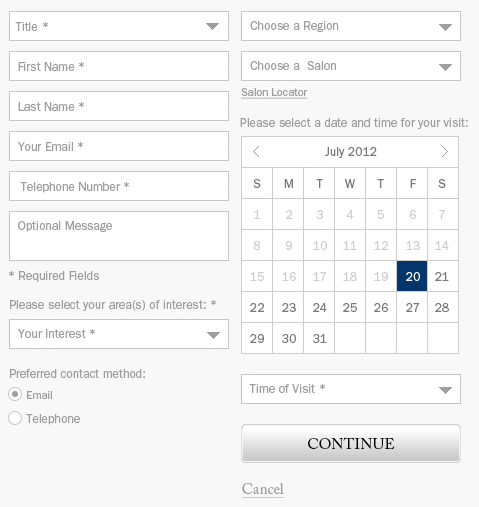 Title *
First Name *
Last Name *
Your Email *
Telephone Number *
Optional Message
* Required Fields
Please select your area(s) of interest: *
Your Interest *
Preferred contact method:
Email
Telephone
Choose a Region
Choose a Salon
Salon Locator
Please select a date and time for your visit:
July 2012
S M T W T F S
1 2 3 4 5 6 7
8 9 10 11 12 13 14
15 16 17 18 19 20 21
22 23 24 25 26 27 28
29 30 31
Time of Visit *
CONTINUE
Cancel